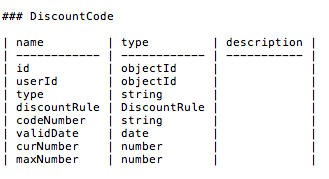 ### DiscountCode
| name | type | description |
| ------------ | ------------ | ----------- |
| id | objectId | |
| userId | objectId | |
| type | string | |
| discountRule | DiscountRule | |
| codeNumber | string | |
| validDate | date | |
| curNumber | number | |
| maxNumber | number | |